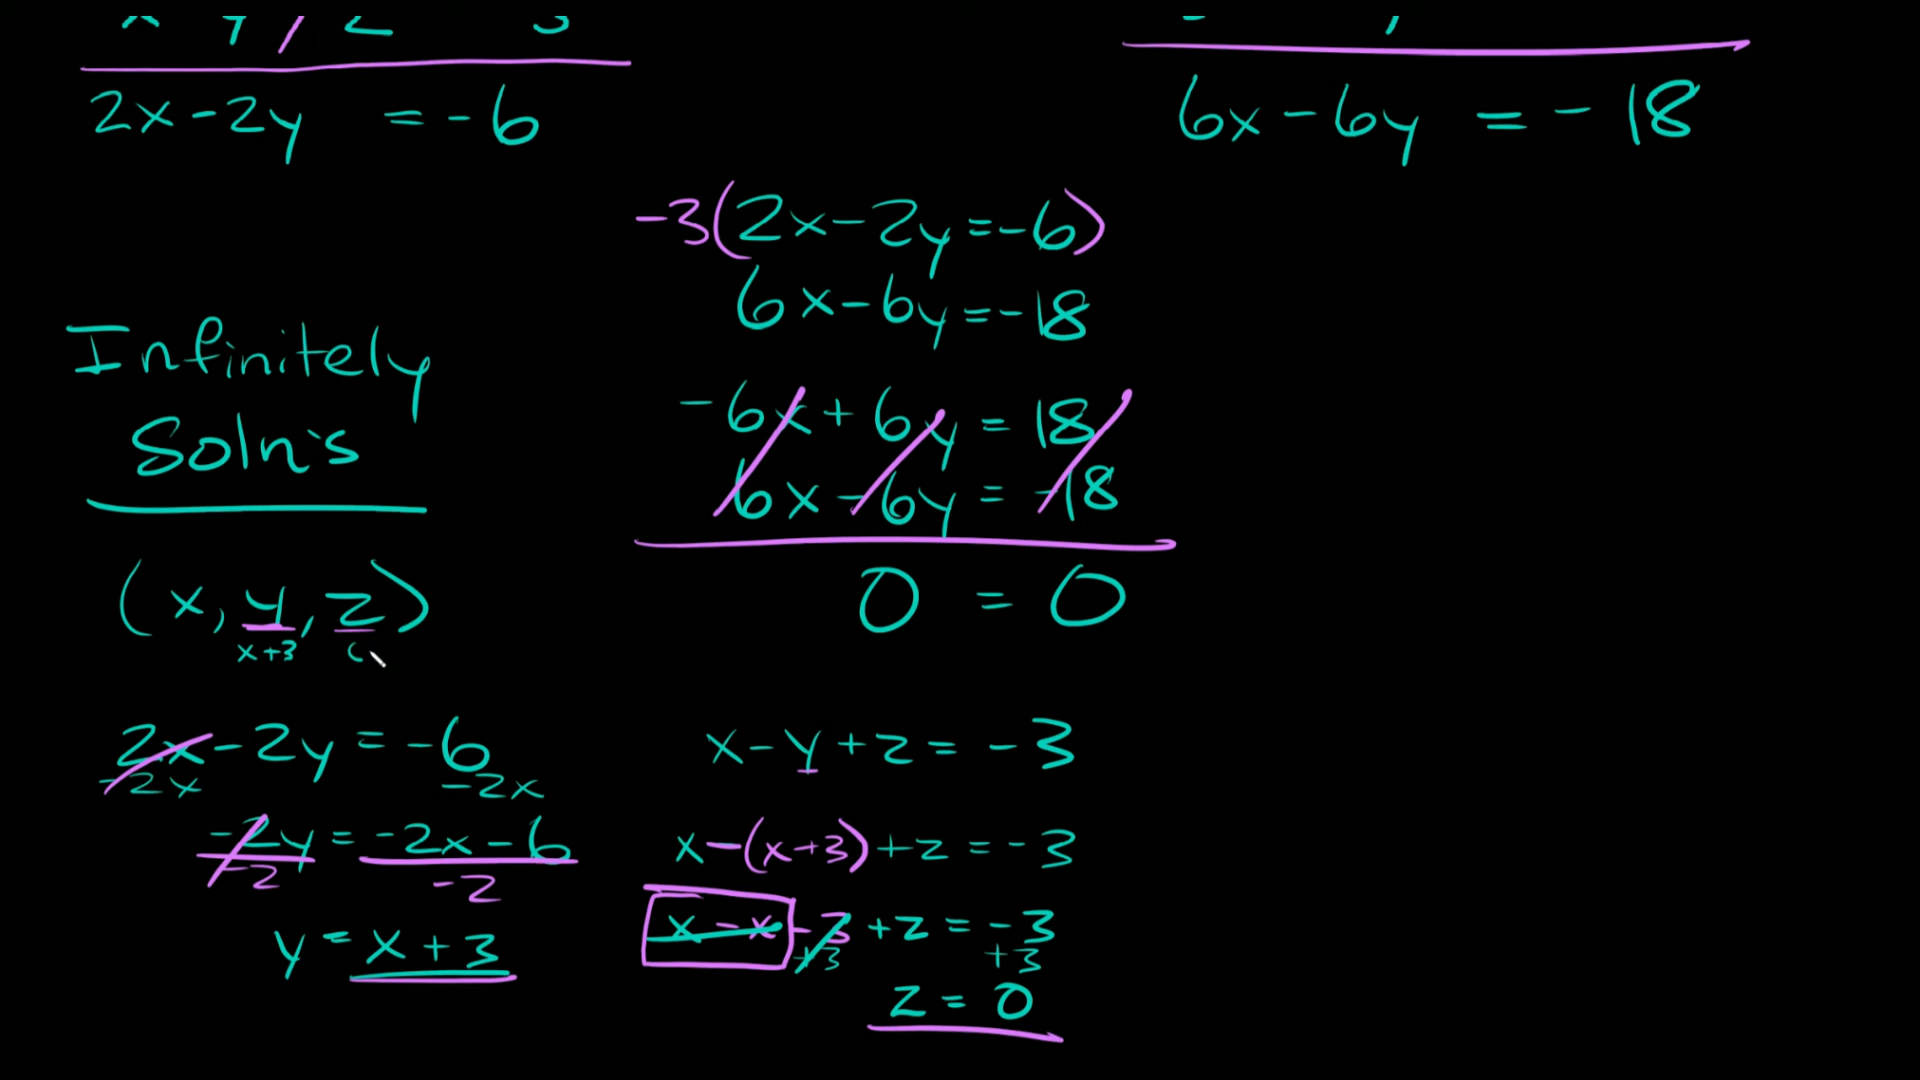 2x-2y = -6
6x-6y = -18
-3(2x-2y=-6)
6x-6y=-18
-6x+6y = 18
6x-6y = -18
0 = 0
Infinitely
Soln's
(x, y, z)
x+3
2x-2y = -6
-2x -2x
-2y = -2x-6
-2 -2
y = x+3
x-y+z = -3
x-(x+3)+z = -3
x-x-3+z = -3
+3 +3
z = 0